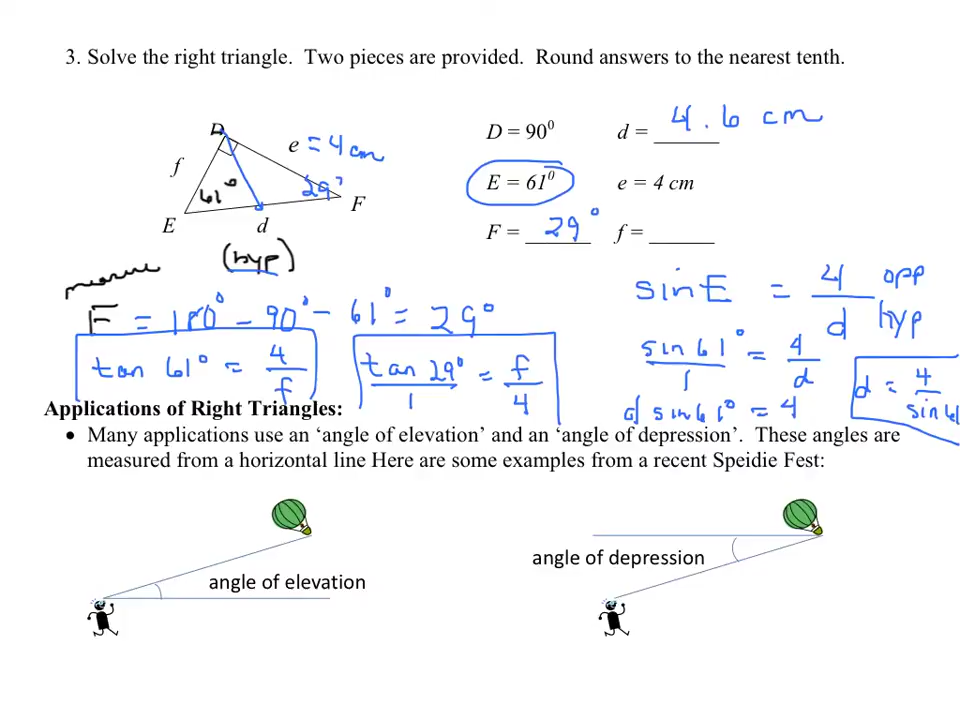 3. Solve the right triangle. Two pieces are provided. Round answers to the nearest tenth.
D
e = 4 cm
f
61°
29°
E
d
F
(hyp)
D = 90⁰
d = 4.6 cm
E = 61⁰
e = 4 cm
F = 29°
f = ______
F = 180° - 90° - 61° = 29°
tan 61° = 4/f
tan 29°/1 = f/4
sin E = 4/d opp/hyp
sin 61°/1 = 4/d
d sin 61° = 4
d = 4/sin 61
Applications of Right Triangles:
• Many applications use an ‘angle of elevation’ and an ‘angle of depression’. These angles are
measured from a horizontal line Here are some examples from a recent Speidie Fest:
angle of elevation
angle of depression